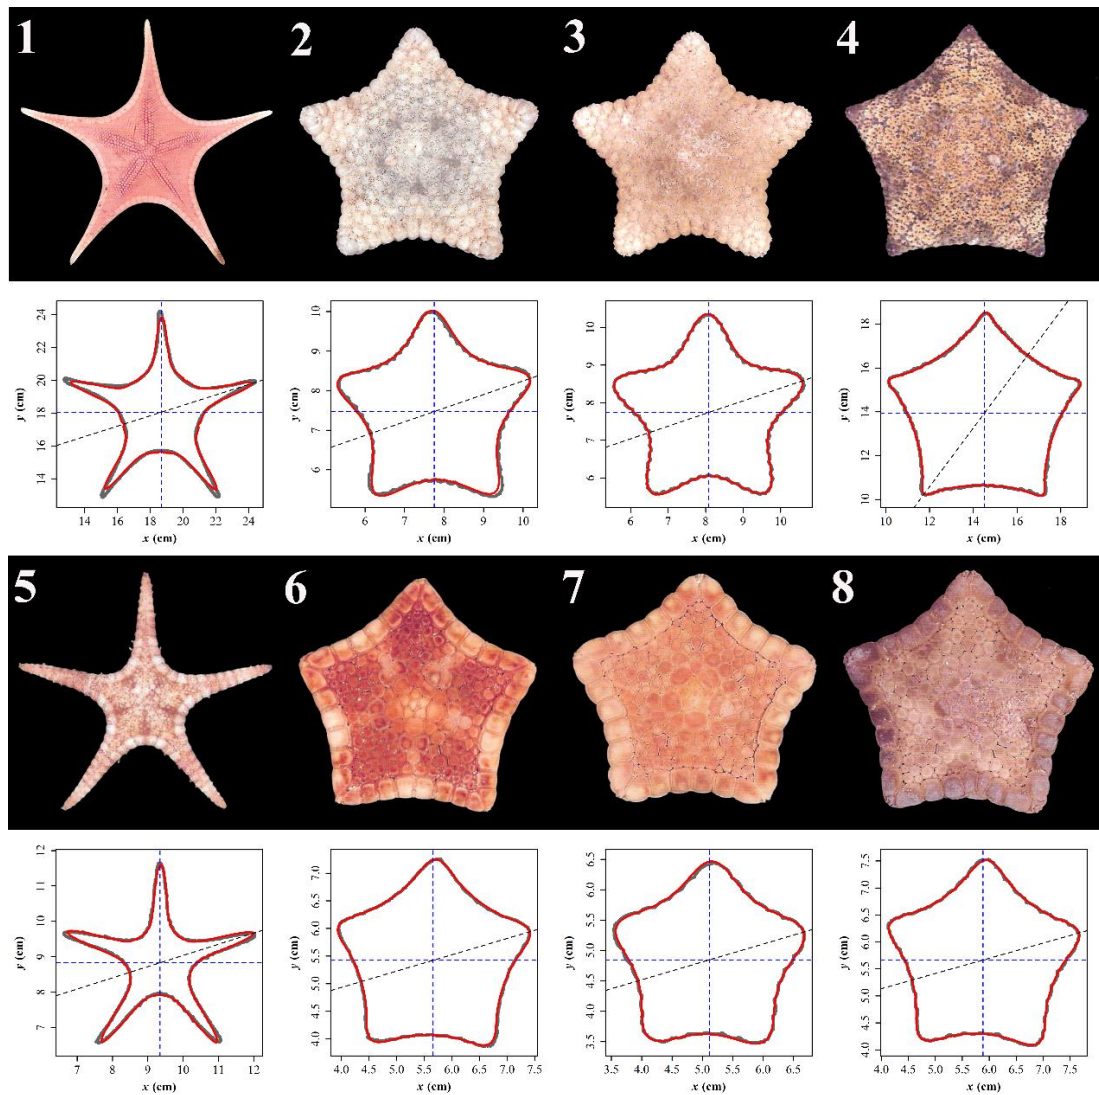 1 2 3 4
24
22
20
18
16
14
y (cm)
14 16 18 20 22 24
x (cm)
10
9
8
7
6
y (cm)
6 7 8 9 10
x (cm)
10
9
8
7
6
y (cm)
6 7 8 9 10
x (cm)
18
16
14
12
10
y (cm)
10 12 14 16 18
x (cm)
5 6 7 8
12
11
10
9
8
7
y (cm)
7 8 9 10 11 12
x (cm)
7.0
6.5
6.0
5.5
5.0
4.5
4.0
y (cm)
4.0 4.5 5.0 5.5 6.0 6.5 7.0 7.5
x (cm)
6.5
6.0
5.5
5.0
4.5
4.0
3.5
y (cm)
3.5 4.0 4.5 5.0 5.5 6.0 6.5
x (cm)
7.5
7.0
6.5
6.0
5.5
5.0
4.5
4.0
y (cm)
4.0 4.5 5.0 5.5 6.0 6.5 7.0 7.5
x (cm)